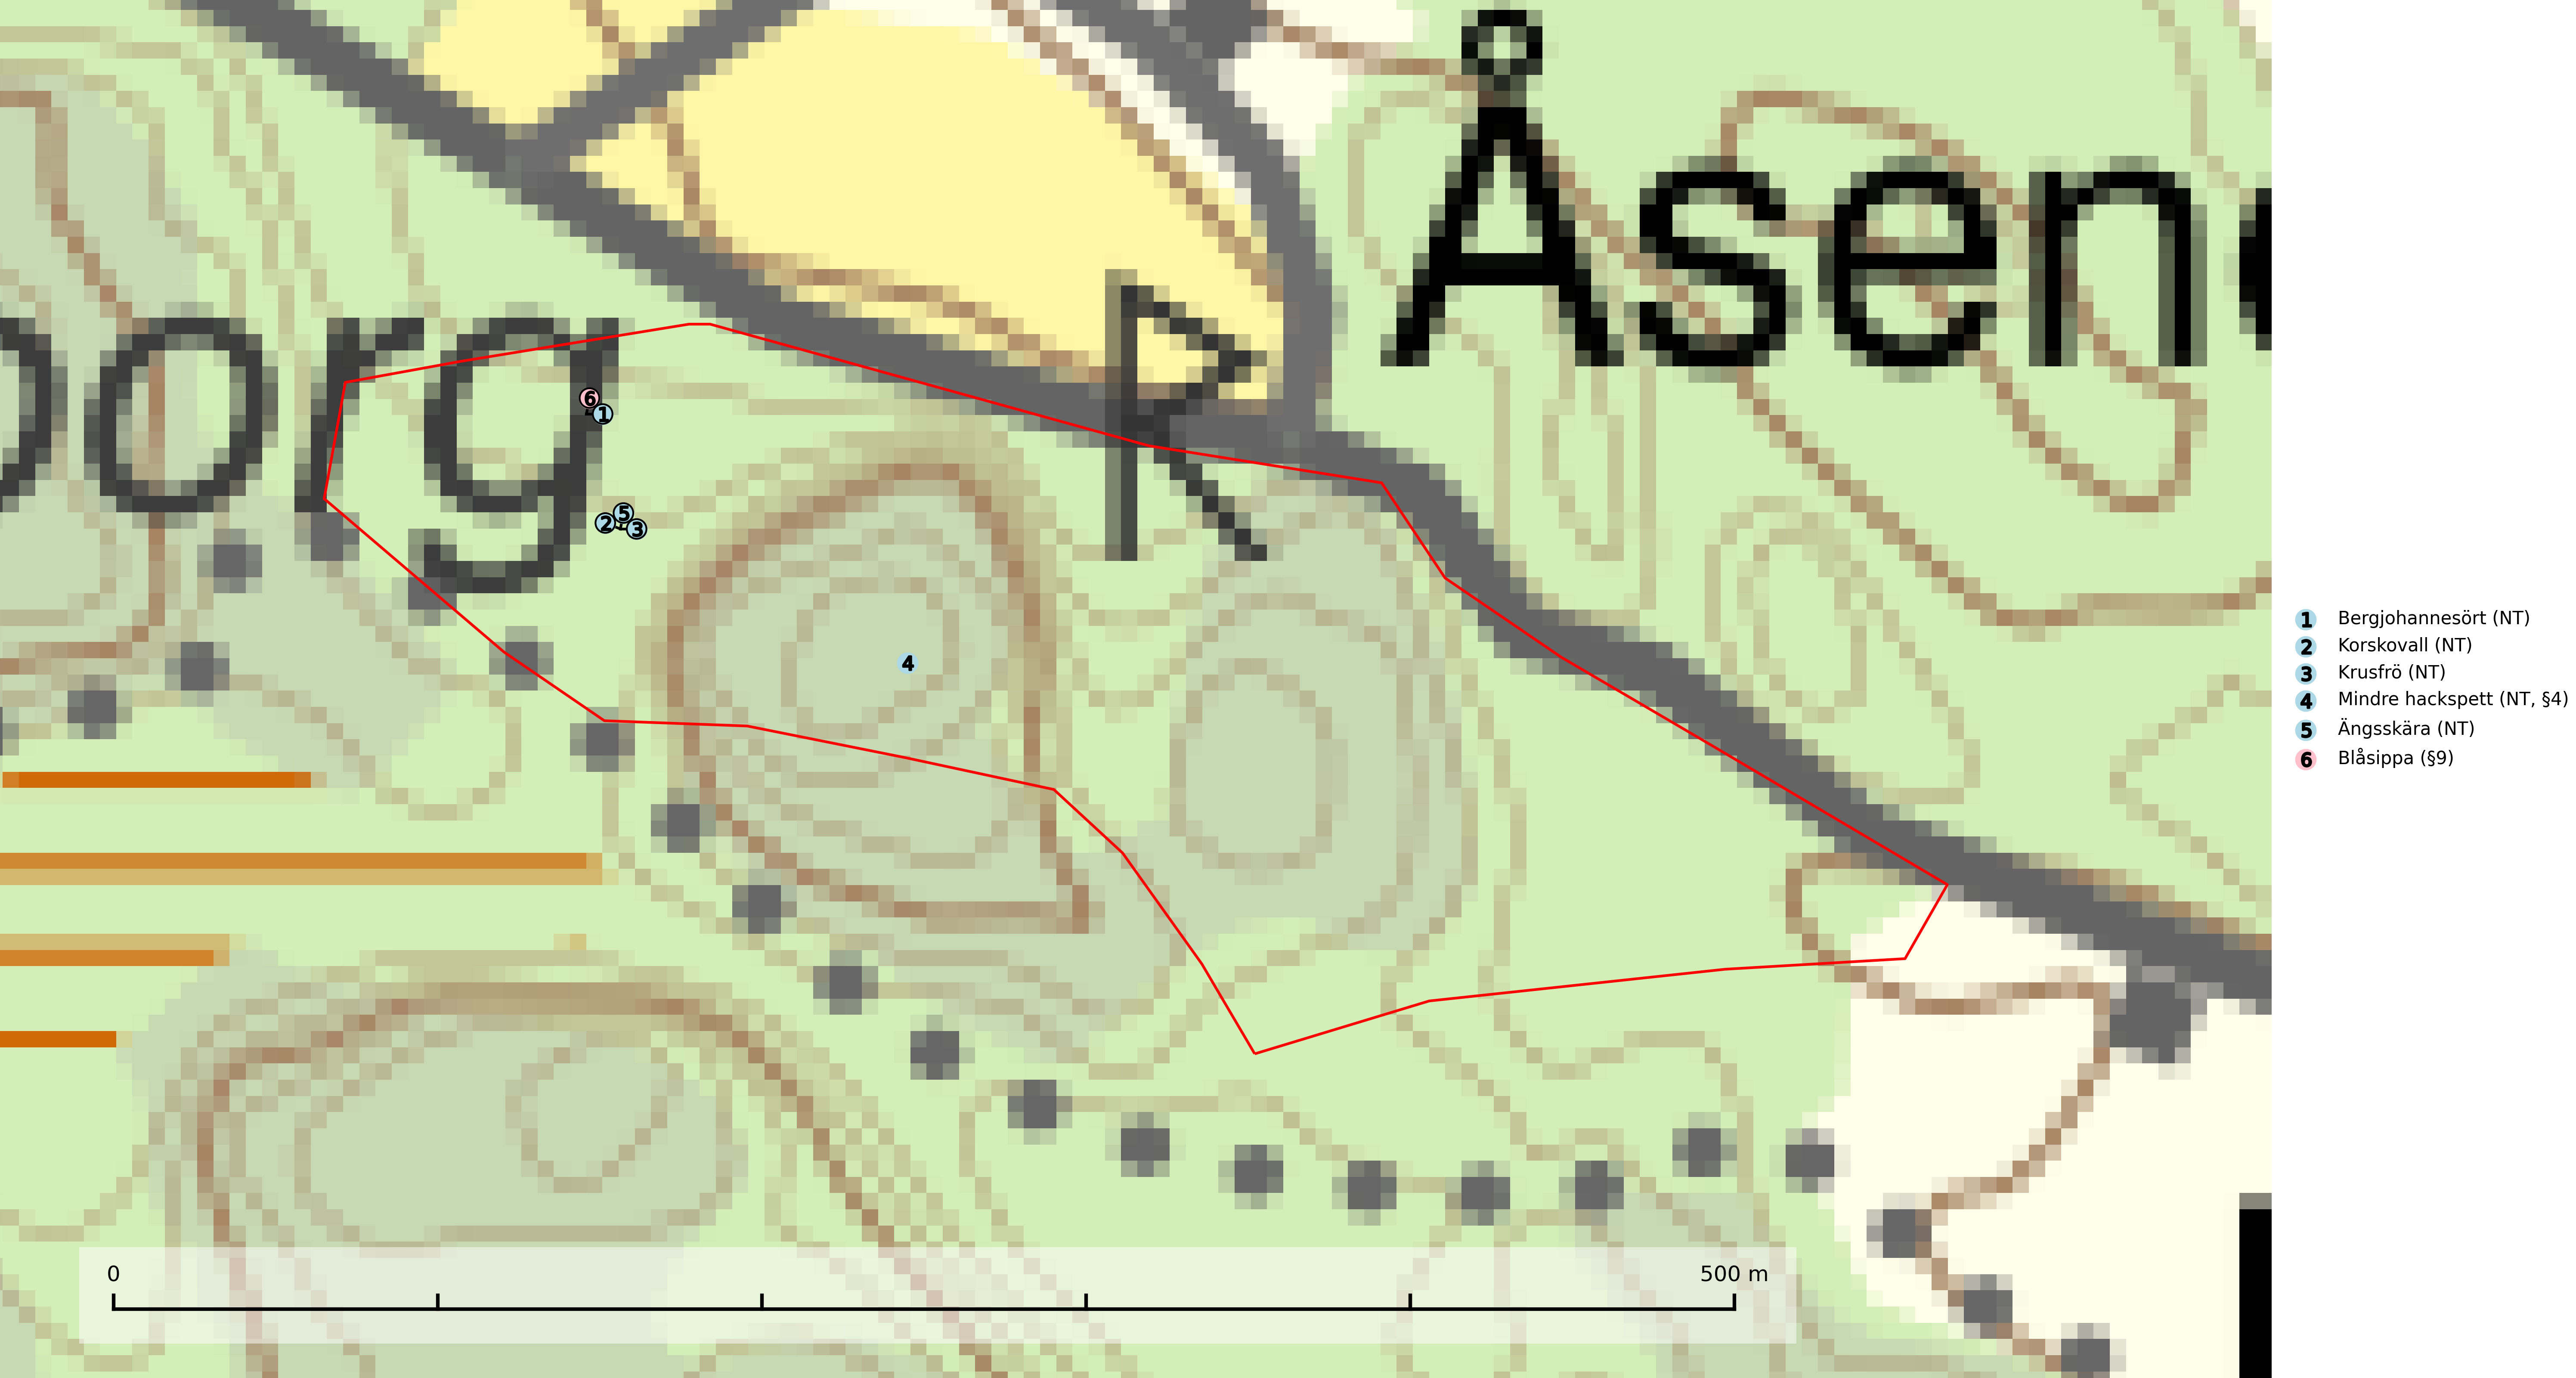 Åsen
org
R
6
1
5
2 3
4
0 500 m
1 Bergjohannesört (NT)
2 Korskovall (NT)
3 Krusfrö (NT)
4 Mindre hackspett (NT, §4)
5 Ängsskära (NT)
6 Blåsippa (§9)